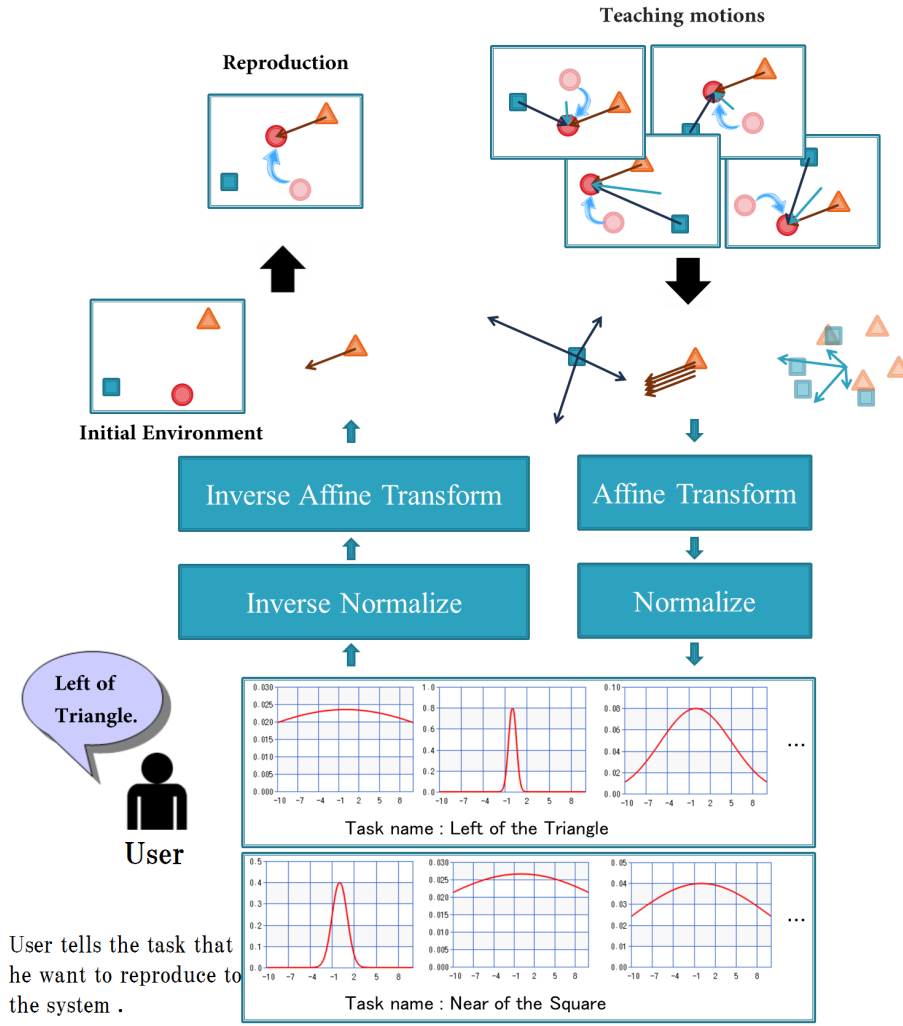 Teaching motions
Reproduction
Initial Environment
Inverse Affine Transform
Affine Transform
Inverse Normalize
Normalize
Left of
Triangle.
User
User tells the task that
he want to reproduce to
the system .
0.030
0.025
0.020
0.015
0.010
0.005
0.000
-10 -7 -4 -1 2 5 8
1.0
0.8
0.6
0.4
0.2
0.0
-10 -7 -4 -1 2 5 8
0.10
0.08
0.06
0.04
0.02
0.00
-10 -7 -4 -1 2 5 8
...
Task name : Left of the Triangle
0.5
0.4
0.3
0.2
0.1
0.0
-10 -7 -4 -1 2 5 8
0.030
0.025
0.020
0.015
0.010
0.005
0.000
-10 -7 -4 -1 2 5 8
0.05
0.04
0.03
0.02
0.01
0.00
-10 -7 -4 -1 2 5 8
...
Task name : Near of the Square